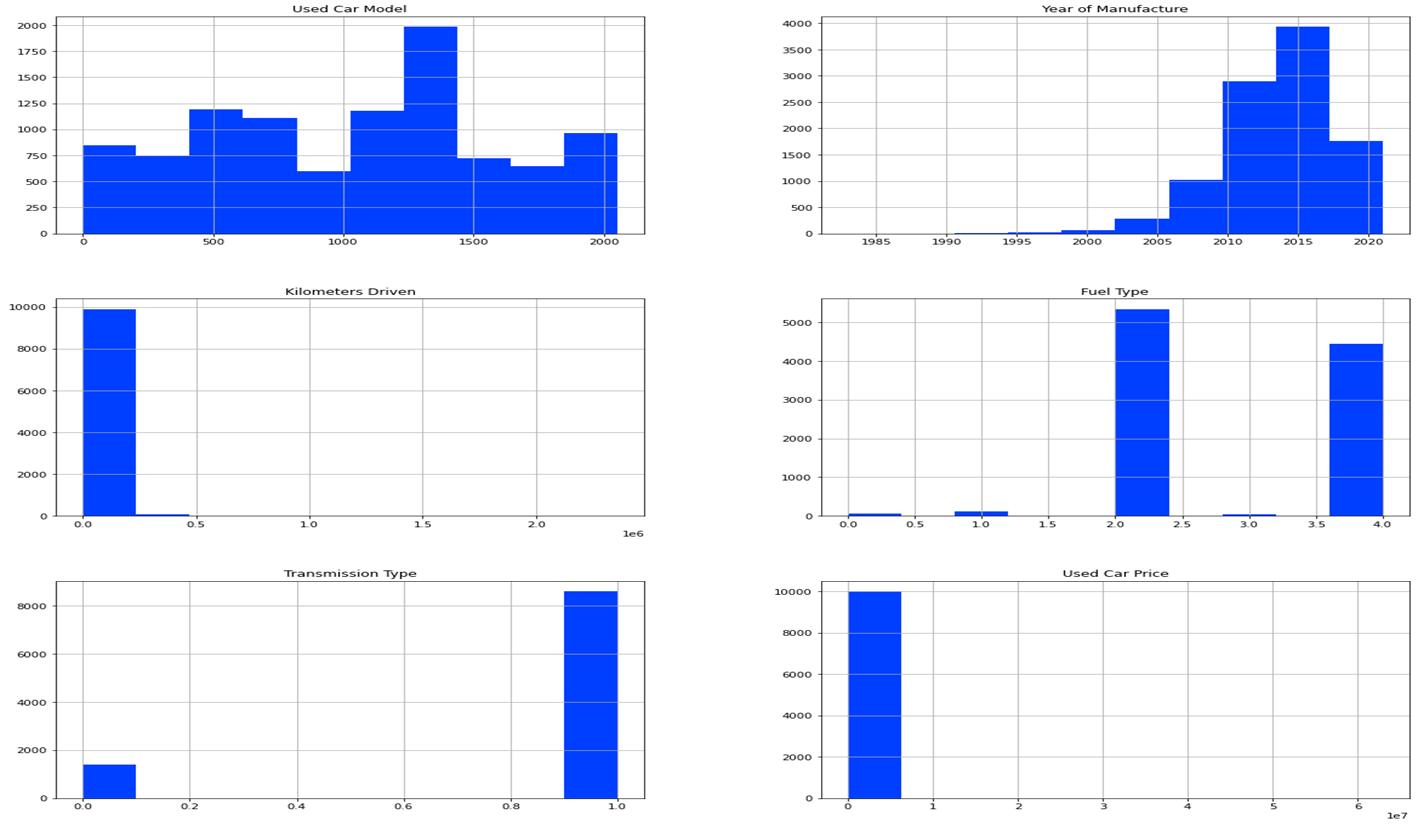 Used Car Model
2000
1750
1500
1250
1000
750
500
250
0
0 500 1000 1500 2000
Year of Manufacture
4000
3500
3000
2500
2000
1500
1000
500
0
1985 1990 1995 2000 2005 2010 2015 2020
Kilometers Driven
10000
8000
6000
4000
2000
0
0.0 0.5 1.0 1.5 2.0
1e6
Fuel Type
5000
4000
3000
2000
1000
0
0.0 0.5 1.0 1.5 2.0 2.5 3.0 3.5 4.0
Transmission Type
8000
6000
4000
2000
0
0.0 0.2 0.4 0.6 0.8 1.0
Used Car Price
10000
8000
6000
4000
2000
0
0 1 2 3 4 5 6
1e7